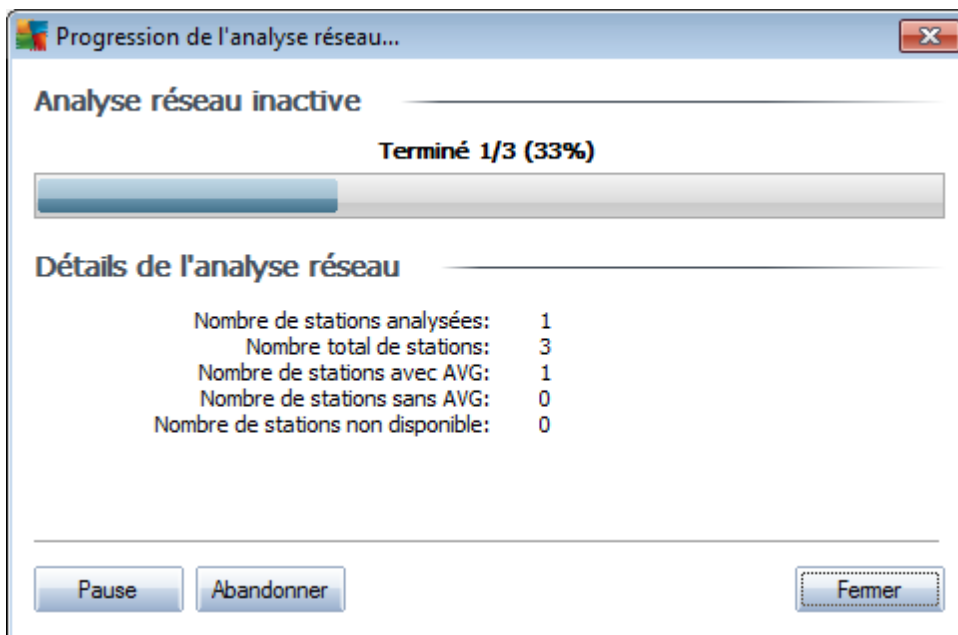 Progression de l'analyse réseau...
Analyse réseau inactive
Terminé 1/3 (33%)
Détails de l'analyse réseau
Nombre de stations analysées: 1
Nombre total de stations: 3
Nombre de stations avec AVG: 1
Nombre de stations sans AVG: 0
Nombre de stations non disponible: 0
Pause Abandonner Fermer